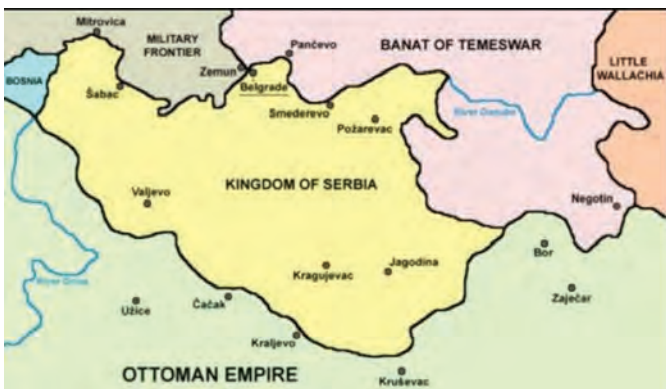 Mitrovica
MILITARY
FRONTIER
Pančevo
BANAT OF TEMESWAR
LITTLE
WALLACHIA
BOSNIA
Zemun
Belgrade
Šabac
Smederevo
Požarevac
River Danube
KINGDOM OF SERBIA
Valjevo
Negotin
Bor
Jagodina
Kragujevac
River Drina
Zaječar
Čačak
Užice
Kraljevo
OTTOMAN EMPIRE
Kruševac